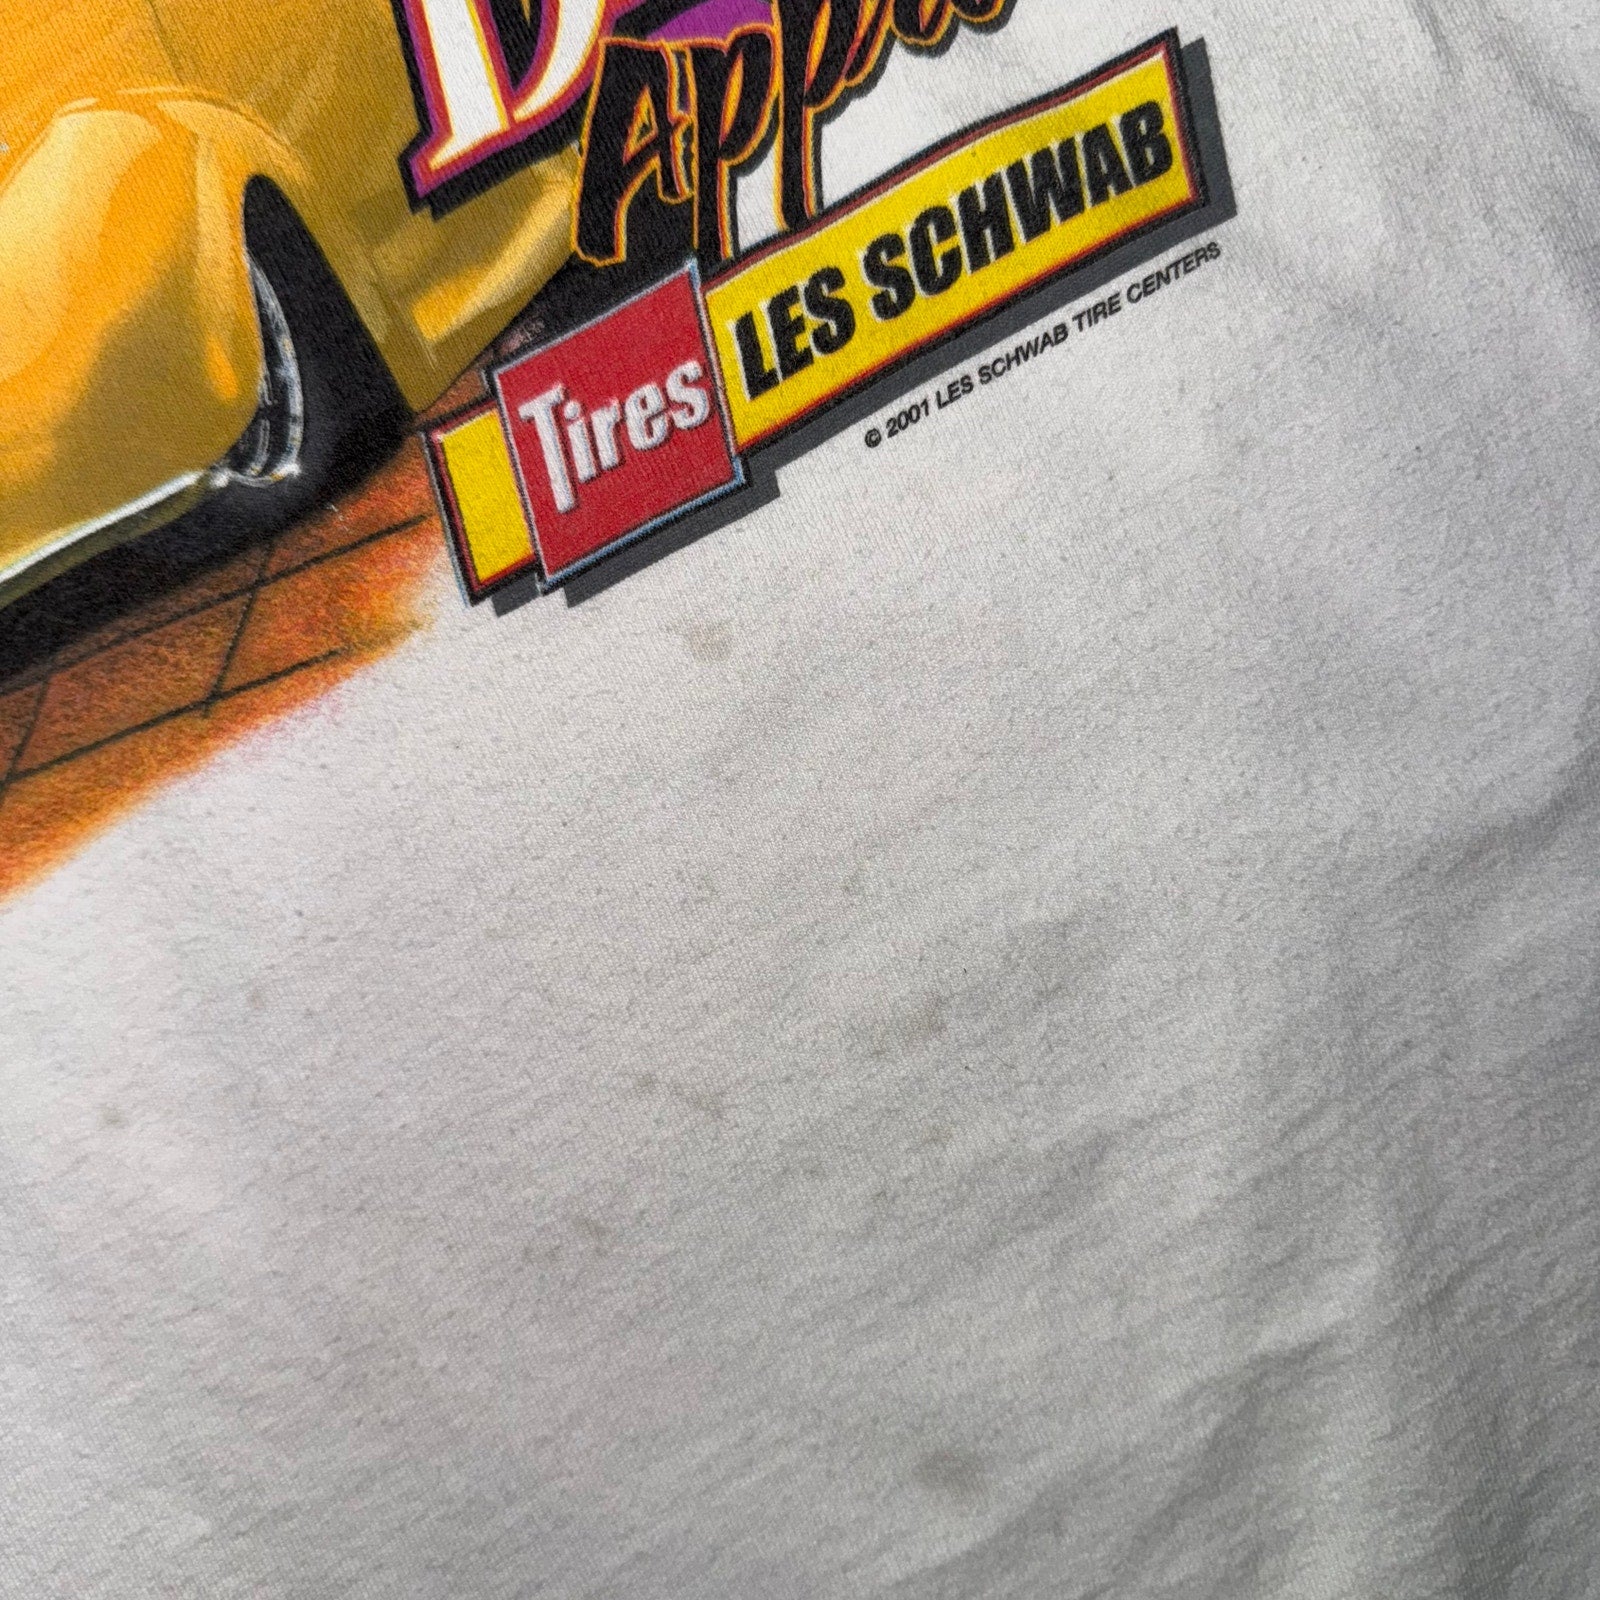 Tires LES SCHWAB
© 2001 LES SCHWAB TIRE CENTERS